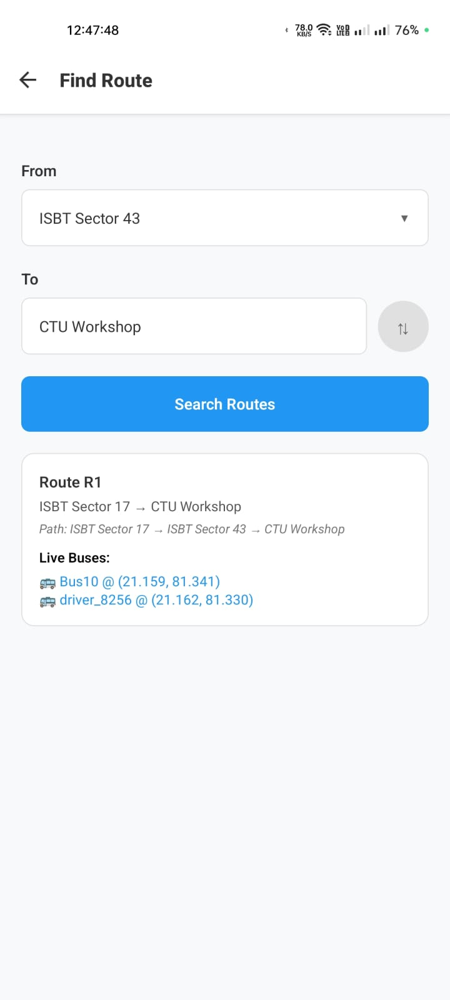 12:47:48
78.0 KB/S VoD LTE 76%
Find Route
From
ISBT Sector 43
To
CTU Workshop
Search Routes
Route R1
ISBT Sector 17 → CTU Workshop
Path: ISBT Sector 17 → ISBT Sector 43 → CTU Workshop
Live Buses:
Bus10 @ (21.159, 81.341)
driver_8256 @ (21.162, 81.330)